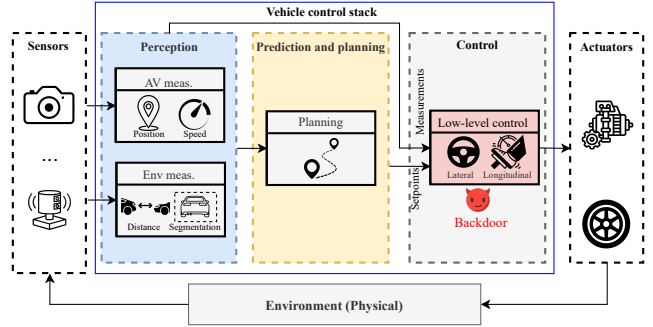 Vehicle control stack
Sensors
Perception
Prediction and planning
Control
Actuators
AV meas.
Position
Speed
Measurements
Planning
Low-level control
Lateral
Longitudinal
...
Env meas.
Distance
Segmentation
Setpoints
Backdoor
Environment (Physical)